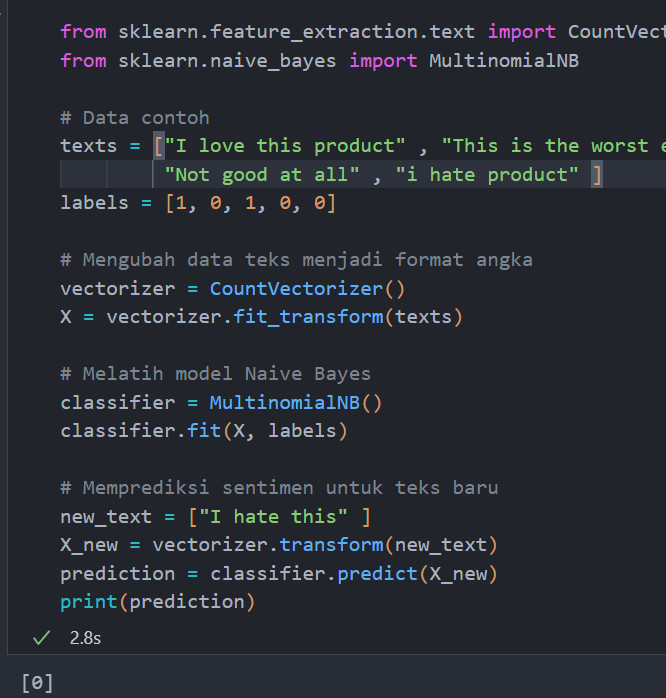 from sklearn.feature_extraction.text import CountVect
from sklearn.naive_bayes import MultinomialNB
# Data contoh
texts = ["I love this product" , "This is the worst e
"Not good at all" , "i hate product" ]
labels = [1, 0, 1, 0, 0]
# Mengubah data teks menjadi format angka
vectorizer = CountVectorizer()
X = vectorizer.fit_transform(texts)
# Melatih model Naive Bayes
classifier = MultinomialNB()
classifier.fit(X, labels)
# Memprediksi sentimen untuk teks baru
new_text = ["I hate this" ]
X_new = vectorizer.transform(new_text)
prediction = classifier.predict(X_new)
print(prediction)
2.8s
[0]